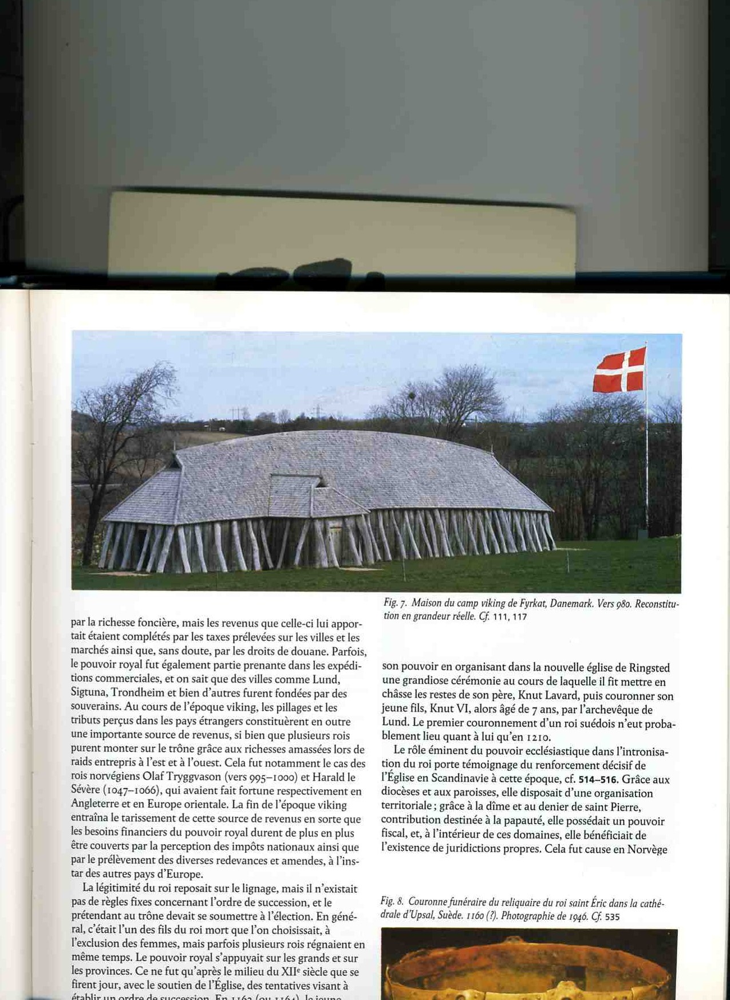 Fig. 7. Maison du camp viking de Fyrkat, Danemark. Vers 980. Reconstitu-
tion en grandeur réelle. Cf. 111, 117
par la richesse foncière, mais les revenus que celle-ci lui appor-
tait étaient complétés par les taxes prélevées sur les villes et les
marchés ainsi que, sans doute, par les droits de douane. Parfois,
le pouvoir royal fut également partie prenante dans les expédi-
tions commerciales, et on sait que des villes comme Lund,
Sigtuna, Trondheim et bien d'autres furent fondées par des
souverains. Au cours de l'époque viking, les pillages et les
tributs perçus dans les pays étrangers constituèrent en outre
une importante source de revenus, si bien que plusieurs rois
purent monter sur le trône grâce aux richesses amassées lors de
raids entrepris à l'est et à l'ouest. Cela fut notamment le cas des
rois norvégiens Olaf Tryggvason (vers 995–1000) et Harald le
Sévère (1047–1066), qui avaient fait fortune respectivement en
Angleterre et en Europe orientale. La fin de l'époque viking
entraîna le tarissement de cette source de revenus en sorte que
les besoins financiers du pouvoir royal durent de plus en plus
être couverts par la perception des impôts nationaux ainsi que
par le prélèvement des diverses redevances et amendes, à l'ins-
tar des autres pays d'Europe.
La légitimité du roi reposait sur le lignage, mais il n'existait
pas de règles fixes concernant l'ordre de succession, et le
prétendant au trône devait se soumettre à l'élection. En géné-
ral, c'était l'un des fils du roi mort que l'on choisissait, à
l'exclusion des femmes, mais parfois plusieurs rois régnaient en
même temps. Le pouvoir royal s'appuyait sur les grands et sur
les provinces. Ce ne fut qu'après le milieu du XIIe siècle que se
firent jour, avec le soutien de l'Église, des tentatives visant à
établir un ordre de succession. En 1163 (ou 1164), le jeune
son pouvoir en organisant dans la nouvelle église de Ringsted
une grandiose cérémonie au cours de laquelle il fit mettre en
châsse les restes de son père, Knut Lavard, puis couronner son
jeune fils, Knut VI, alors âgé de 7 ans, par l'archevêque de
Lund. Le premier couronnement d'un roi suédois n'eut proba-
blement lieu quant à lui qu'en 1210.
Le rôle éminent du pouvoir ecclésiastique dans l'intronisa-
tion du roi porte témoignage du renforcement décisif de
l'Église en Scandinavie à cette époque, cf. 514–516. Grâce aux
diocèses et aux paroisses, elle disposait d'une organisation
territoriale ; grâce à la dîme et au denier de saint Pierre,
contribution destinée à la papauté, elle possédait un pouvoir
fiscal, et, à l'intérieur de ces domaines, elle bénéficiait de
l'existence de juridictions propres. Cela fut cause en Norvège
Fig. 8. Couronne funéraire du reliquaire du roi saint Éric dans la cathé-
drale d'Upsal, Suède. 1160 (?). Photographie de 1946. Cf. 535